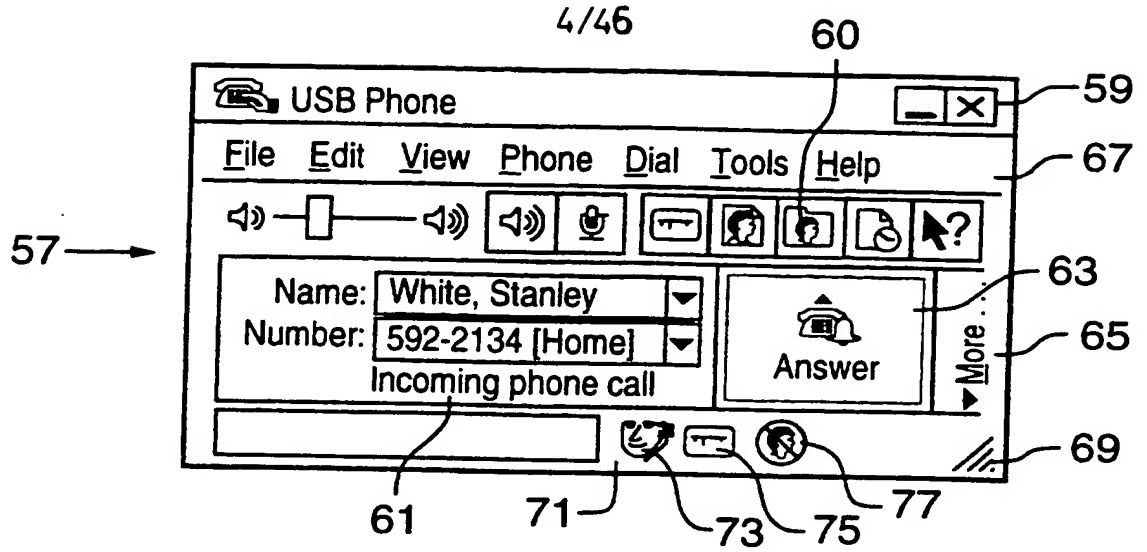 4/46
60
USB Phone
59
File Edit View Phone Dial Tools Help
67
?
57
Name: White, Stanley
63
Number: 592-2134 [Home]
Incoming phone call
Answer
More...
65
69
61
71
73
75
77